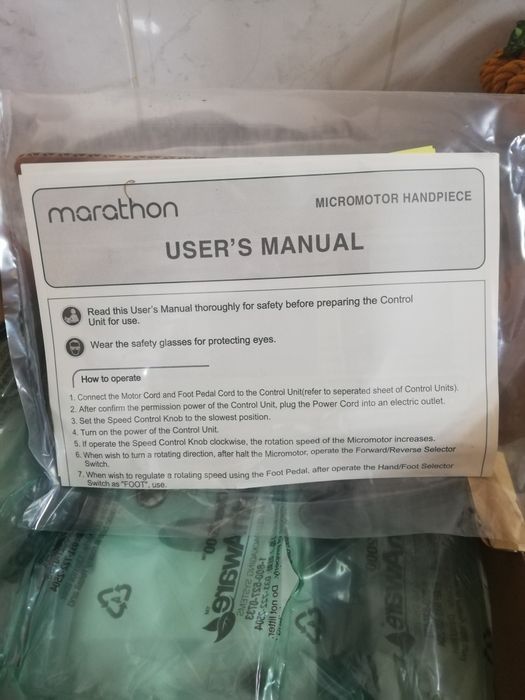 marathon
MICROMOTOR HANDPIECE
USER'S MANUAL
Read this User's Manual thoroughly for safety before preparing the Control
Unit for use.
Wear the safety glasses for protecting eyes.
How to operate
1. Connect the Motor Cord and Foot Pedal Cord to the Control Unit(refer to seperated sheet of Control Units).
2. After confirm the permission power of the Control Unit, plug the Power Cord into an electric outlet.
3. Set the Speed Control Knob to the slowest position.
4. Turn on the power of the Control Unit.
5. If operate the Speed Control Knob clockwise, the rotation speed of the Micromotor increases.
6. When wish to turn a rotating direction, after halt the Micromotor, operate the Forward/Reverse Selector
Switch.
7. When wish to regulate a rotating speed using the Foot Pedal, after operate the Hand/Foot Selector
Switch as "FOOT", use.
Aware
Do not litter.